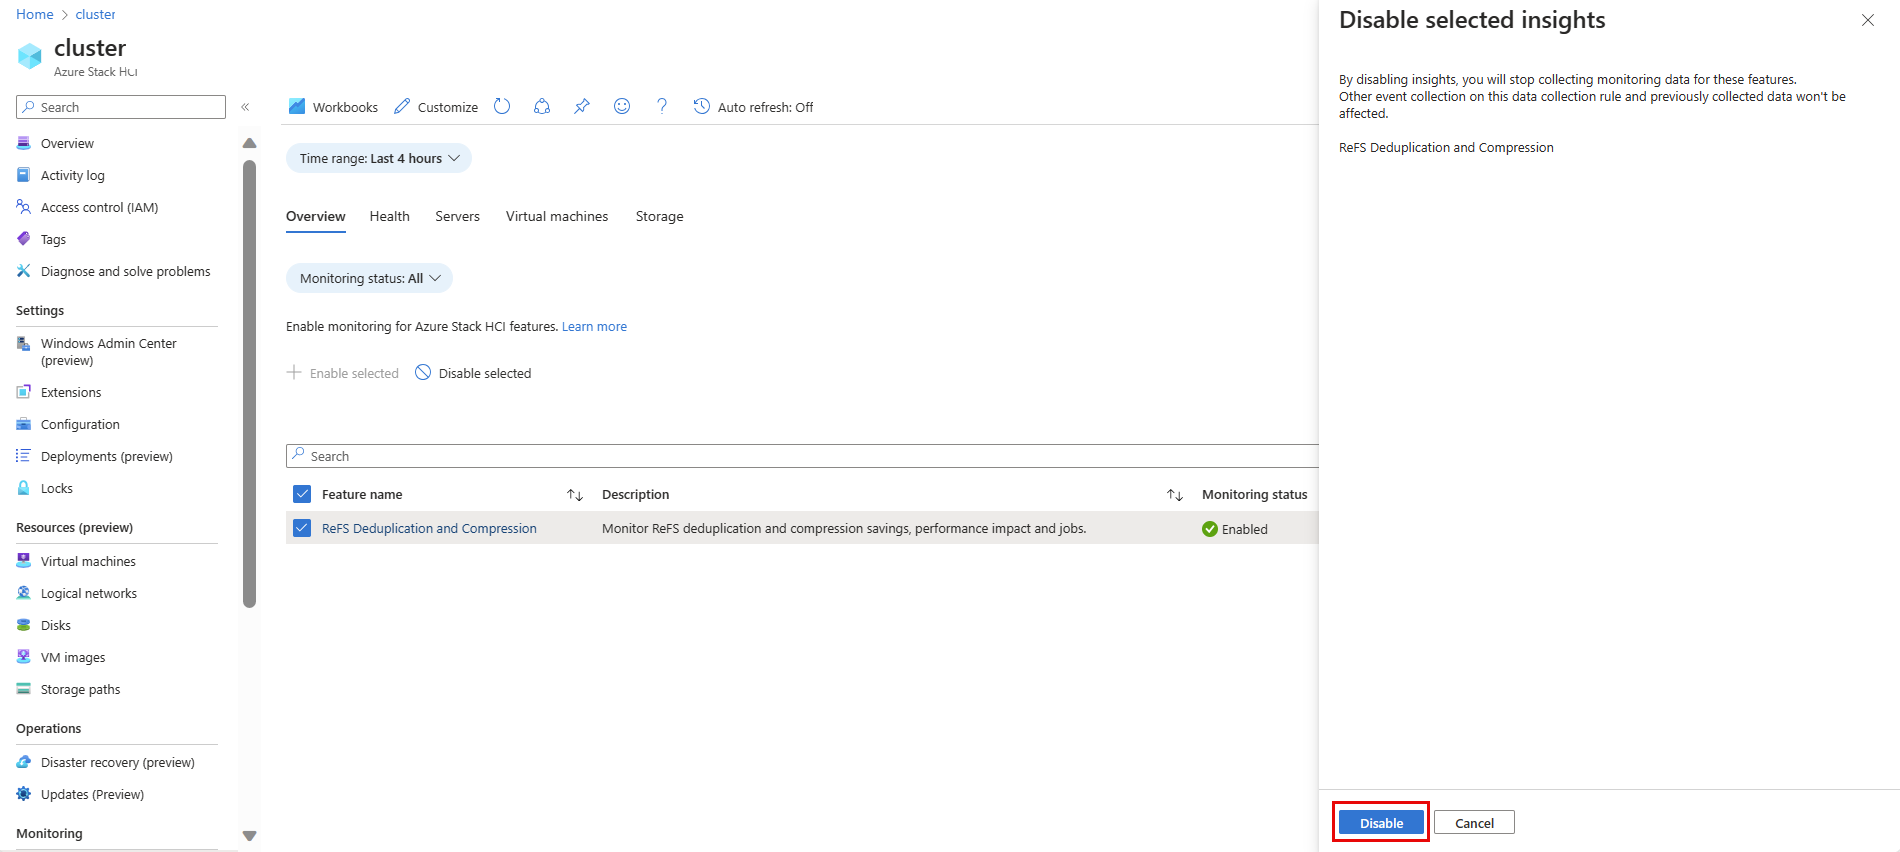 Home > cluster
cluster
Azure Stack HCI
Search
«
Overview
Activity log
Access control (IAM)
Tags
Diagnose and solve problems
Settings
Windows Admin Center
(preview)
Extensions
Configuration
Deployments (preview)
Locks
Resources (preview)
Virtual machines
Logical networks
Disks
VM images
Storage paths
Operations
Disaster recovery (preview)
Updates (Preview)
Monitoring
Workbooks Customize ? Auto refresh: Off
Time range: Last 4 hours
Overview Health Servers Virtual machines Storage
Monitoring status: All
Enable monitoring for Azure Stack HCI features. Learn more
Enable selected Disable selected
Search
Feature name Description Monitoring status
ReFS Deduplication and Compression Monitor ReFS deduplication and compression savings, performance impact and jobs. Enabled
Disable selected insights
By disabling insights, you will stop collecting monitoring data for these features.
Other event collection on this data collection rule and previously collected data won't be
affected.
ReFS Deduplication and Compression
Disable Cancel